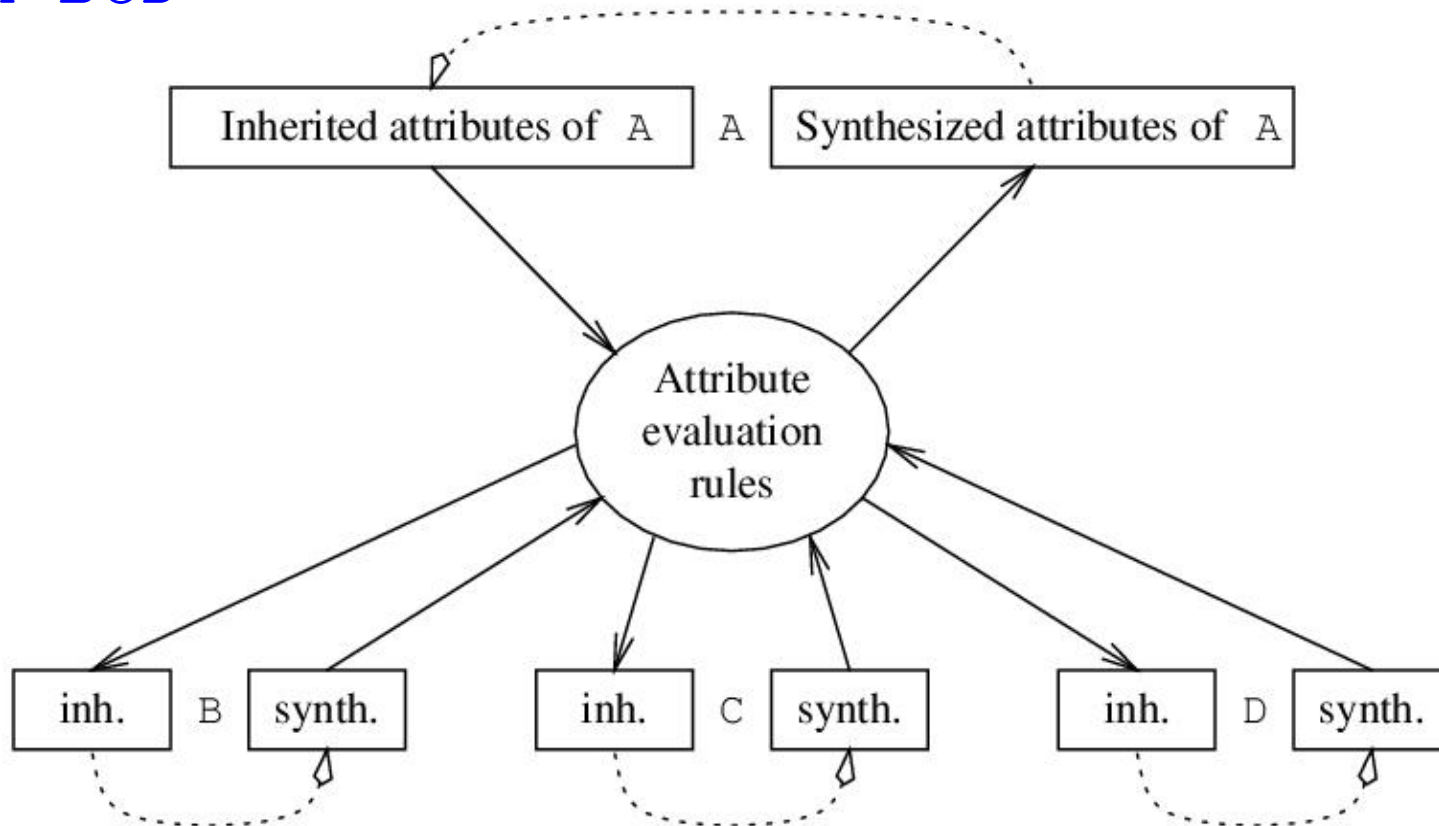 Inherited attributes of A
A
Synthesized attributes of A
Attribute
evaluation
rules
inh.
B
synth.
inh.
C
synth.
inh.
D
synth.